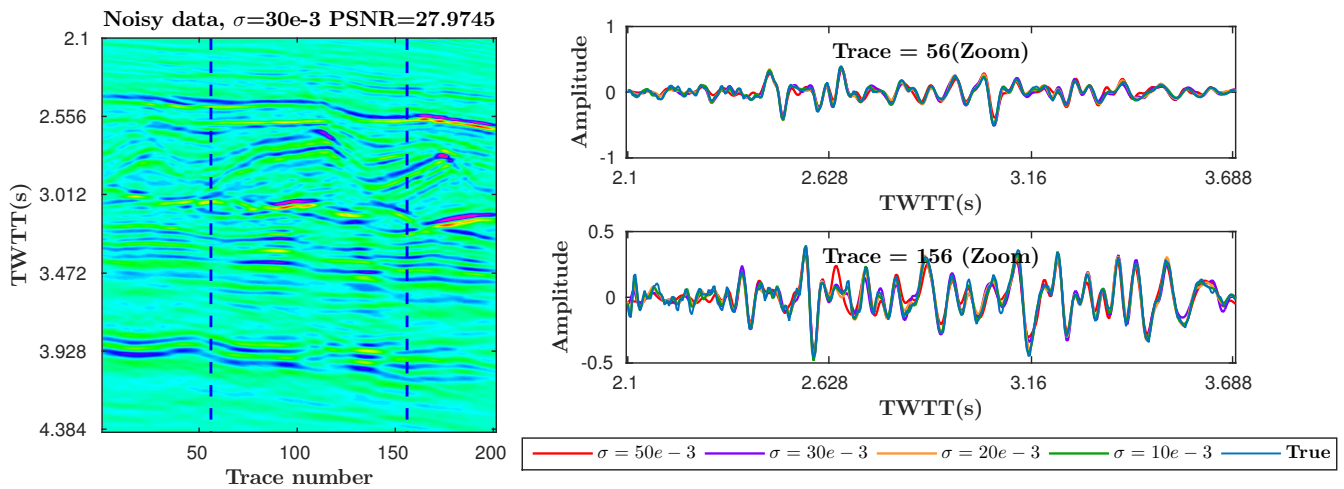 Noisy data, σ=30e-3 PSNR=27.9745
2.1
2.556
3.012
3.472
3.928
4.384
TWTT(s)
50
100
150
200
Trace number
Trace = 56(Zoom)
1
0
-1
Amplitude
2.1
2.628
3.16
3.688
TWTT(s)
Trace = 156 (Zoom)
0.5
0
-0.5
Amplitude
2.1
2.628
3.16
3.688
TWTT(s)
σ = 50e − 3
σ = 30e − 3
σ = 20e − 3
σ = 10e − 3
True